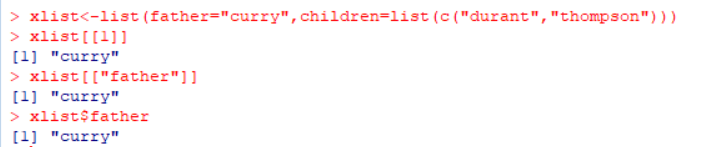 > xlist<-list(father="curry",children=list(c("durant","thompson")))
> xlist[[1]]
[1] "curry"
> xlist[["father"]]
[1] "curry"
> xlist$father
[1] "curry"